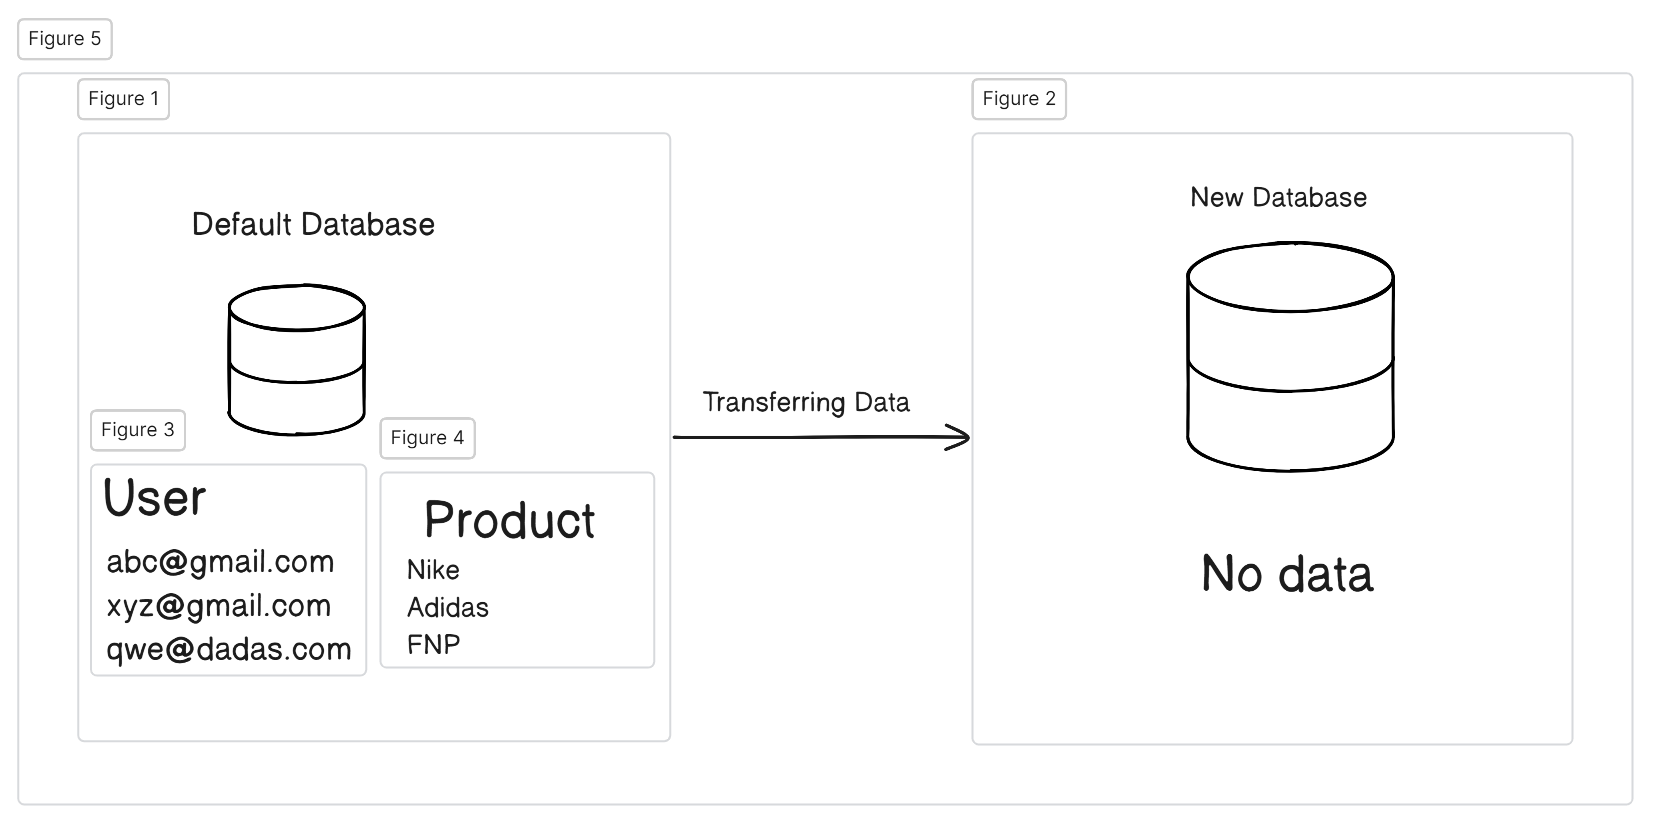 Figure 5
Figure 1
Figure 2
Default Database
New Database
Transferring Data
Figure 3
Figure 4
User
abc@gmail.com
xyz@gmail.com
qwe@dadas.com
Product
Nike
Adidas
FNP
No data